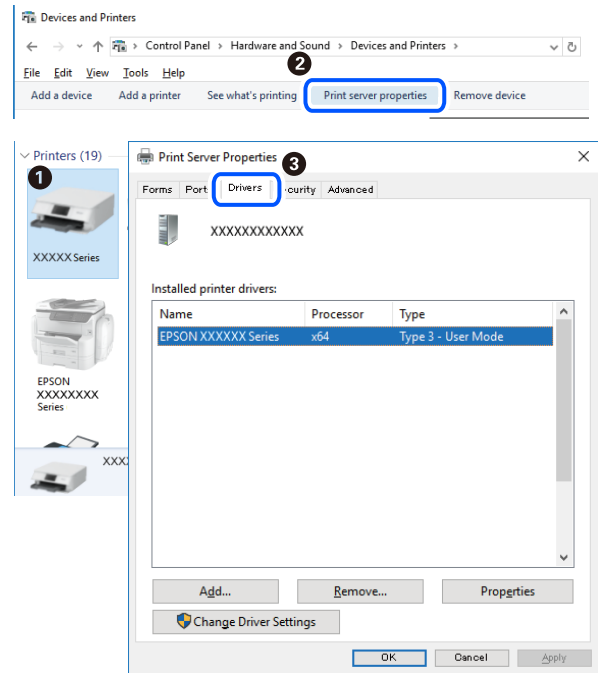 Devices and Printers
Control Panel > Hardware and Sound > Devices and Printers >
2
File Edit View Tools Help
Add a device Add a printer See what's printing Print server properties Remove device
Printers (19)
1
XXXXX Series
EPSON
XXXXXXXX
Series
XXX
Print Server Properties
3
Forms Port Drivers curity Advanced
XXXXXXXXXXXX
Installed printer drivers:
Name Processor Type
EPSON XXXXXX Series x64 Type 3 - User Mode
Add... Remove... Properties
Change Driver Settings
OK Cancel Apply